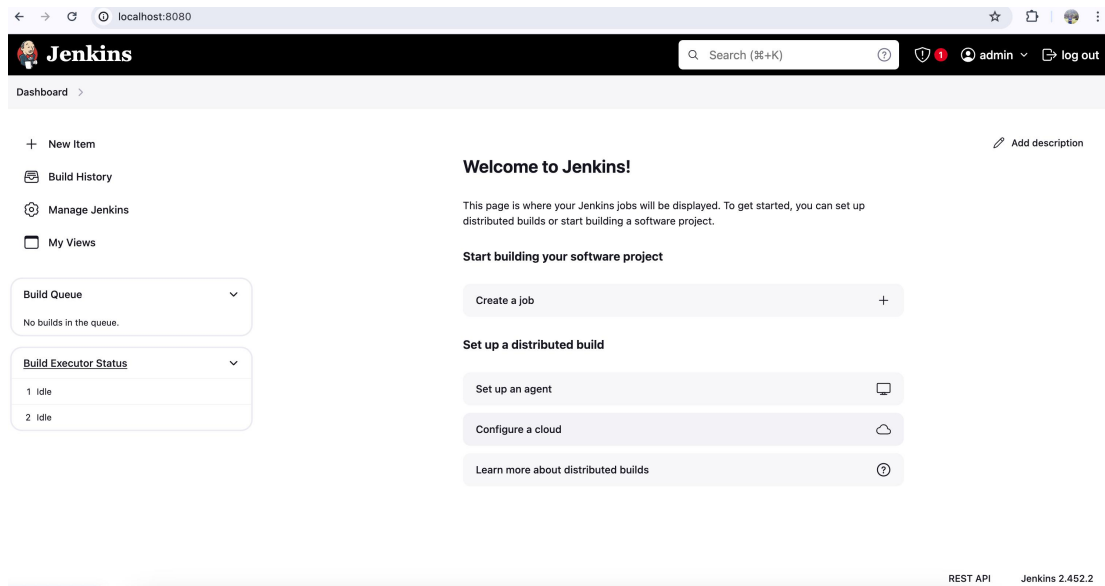 localhost:8080
Jenkins
Search (⌘+K)
1
admin
log out
Dashboard
New Item
Build History
Manage Jenkins
My Views
Add description
Welcome to Jenkins!
This page is where your Jenkins jobs will be displayed. To get started, you can set up
distributed builds or start building a software project.
Start building your software project
Create a job
Set up a distributed build
Set up an agent
Configure a cloud
Learn more about distributed builds
Build Queue
No builds in the queue.
Build Executor Status
1 Idle
2 Idle
REST API
Jenkins 2.452.2